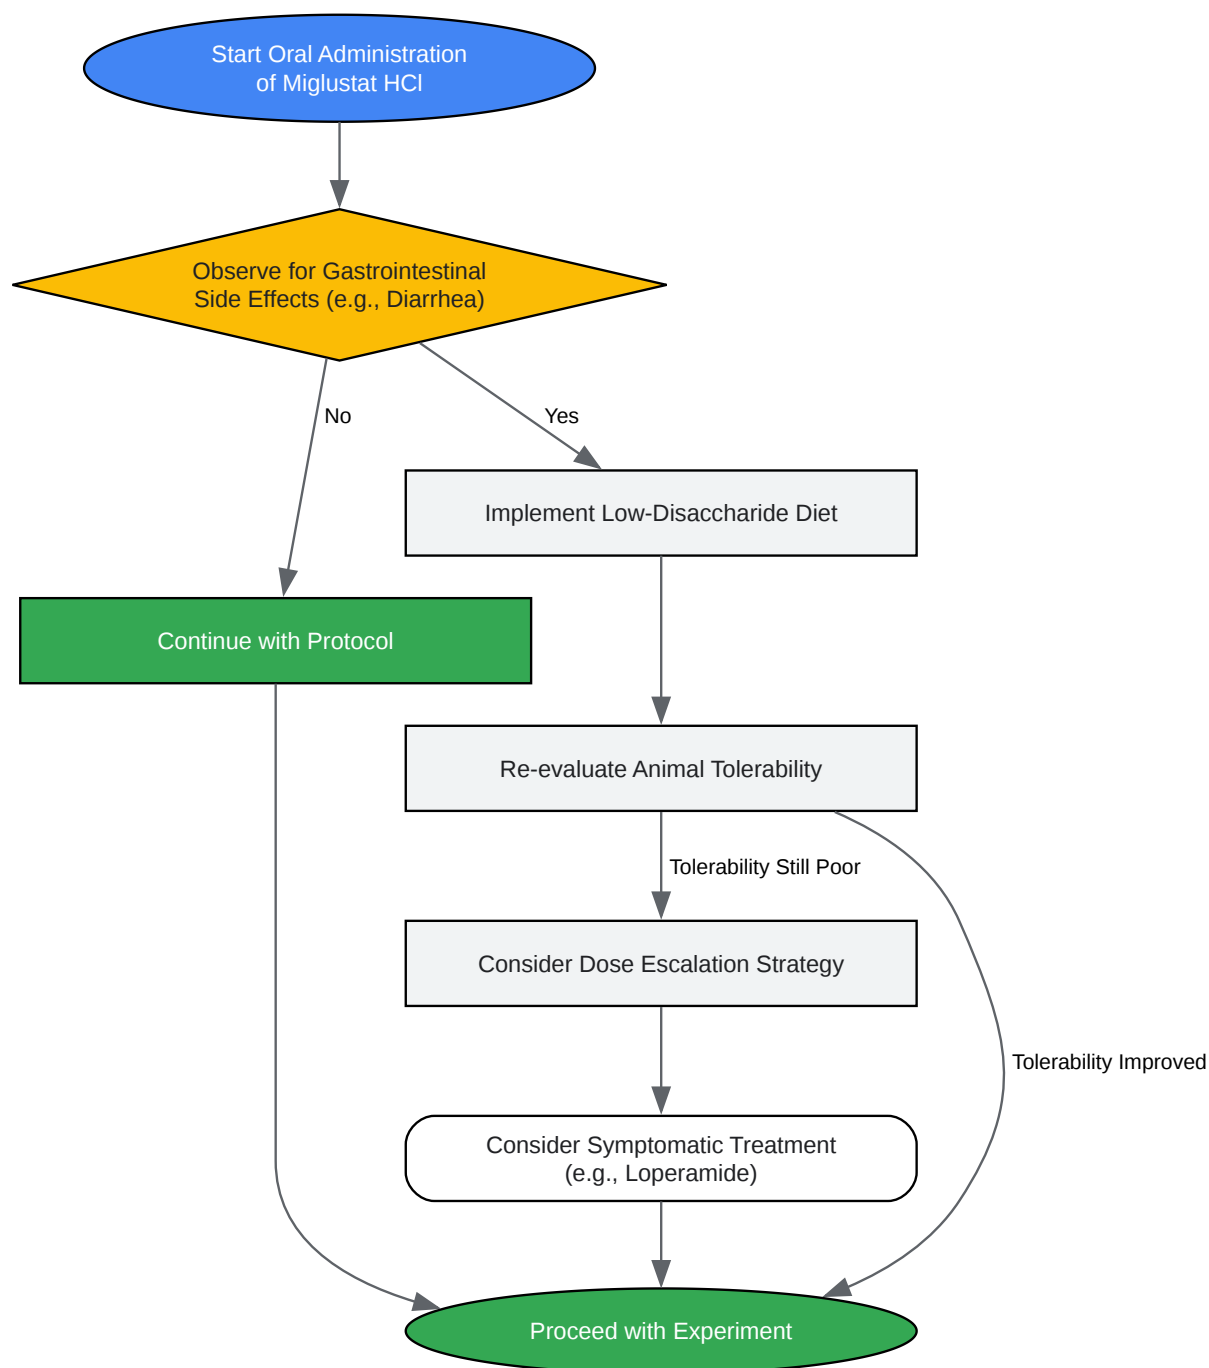 Start Oral Administration
of Miglustat HCl
Observe for Gastrointestinal
Side Effects (e.g., Diarrhea)
No
Yes
Implement Low-Disaccharide Diet
Continue with Protocol
Re-evaluate Animal Tolerability
Tolerability Still Poor
Consider Dose Escalation Strategy
Tolerability Improved
Consider Symptomatic Treatment
(e.g., Loperamide)
Proceed with Experiment